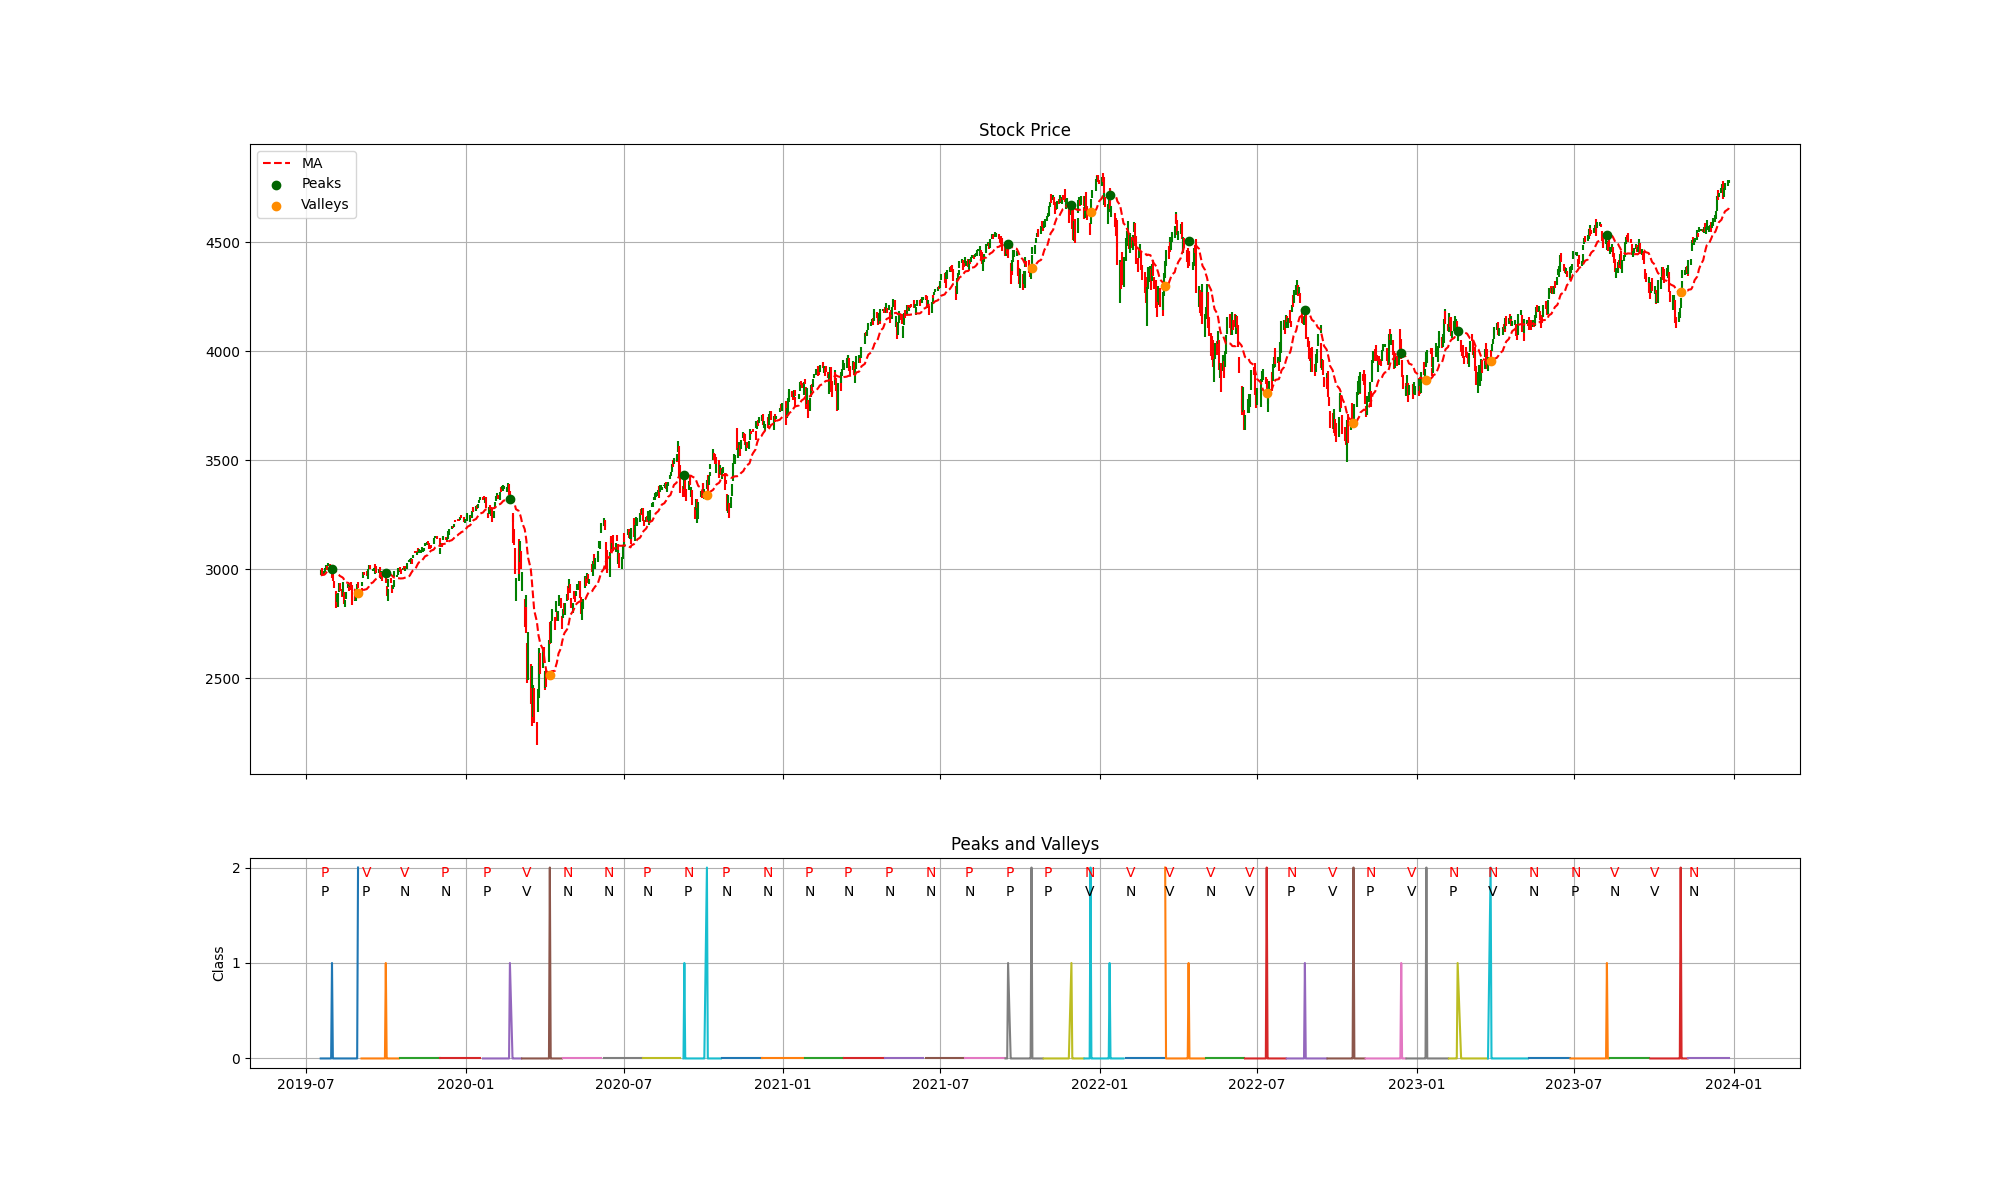 Stock Price
MA
Peaks
Valleys
4500
4000
3500
3000
2500
Peaks and Valleys
2
P V V P P V N N P N P N P P P N P P P N V V V V N V N V N N N N V V N
P P N N P V N N N P N N N N N N N P P V N V N V P V P V P V N P N V N
Class
1
0
2019-07 2020-01 2020-07 2021-01 2021-07 2022-01 2022-07 2023-01 2023-07 2024-01